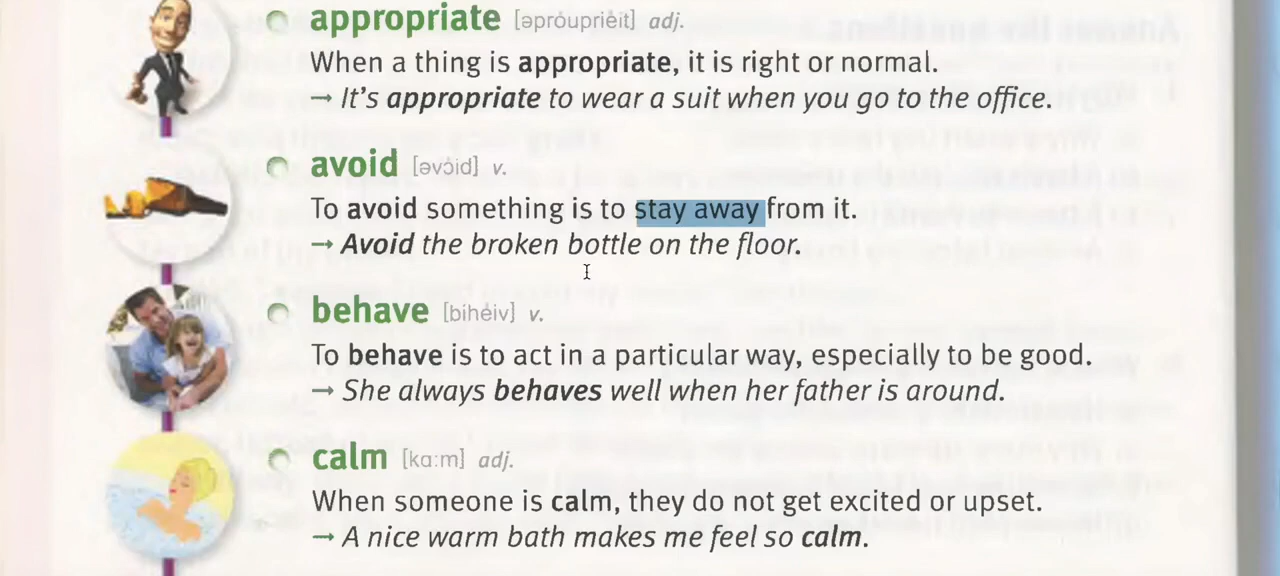 appropriate [əpróuprièit] adj.
When a thing is appropriate, it is right or normal.
→ It's appropriate to wear a suit when you go to the office.
avoid [əvɔ́id] v.
To avoid something is to stay away from it.
→ Avoid the broken bottle on the floor.
behave [bihéiv] v.
To behave is to act in a particular way, especially to be good.
→ She always behaves well when her father is around.
calm [kɑːm] adj.
When someone is calm, they do not get excited or upset.
→ A nice warm bath makes me feel so calm.